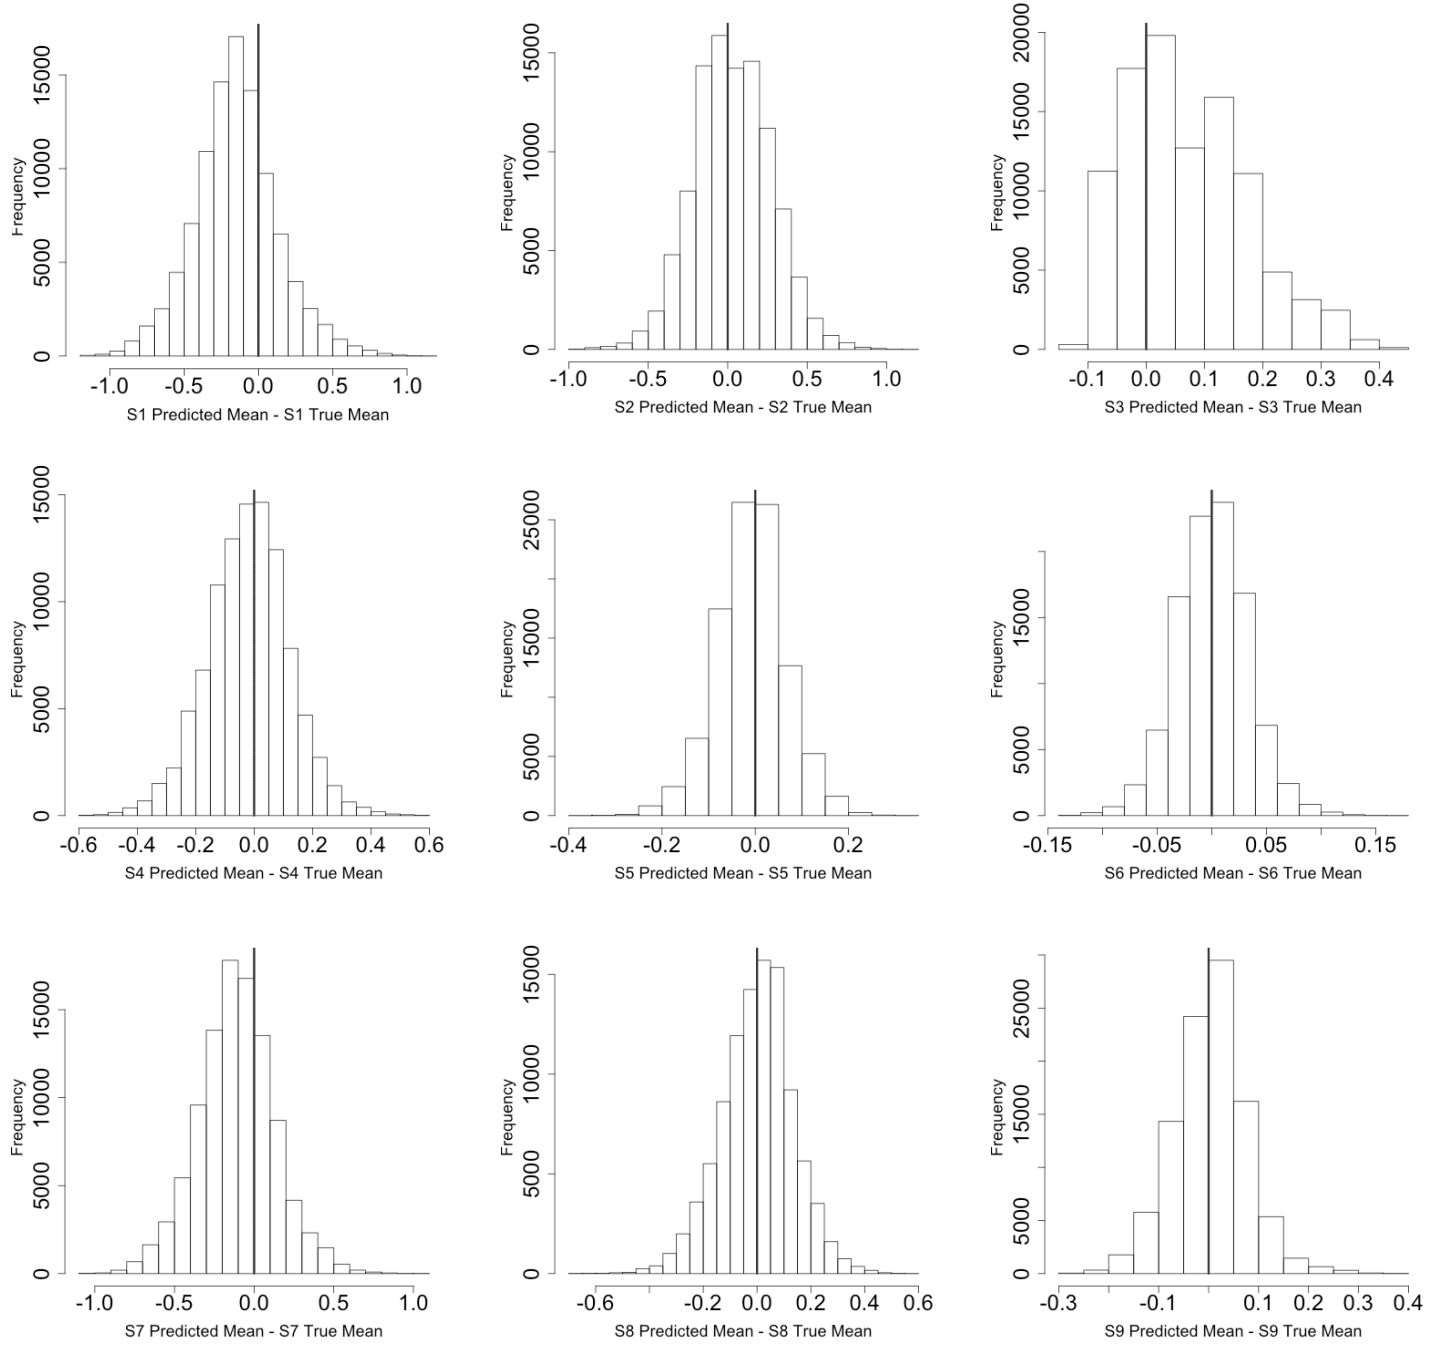 Frequency
0 5000 10000 15000
-1.0 -0.5 0.0 0.5 1.0
S1 Predicted Mean - S1 True Mean
Frequency
0 5000 10000 15000
-1.0 -0.5 0.0 0.5 1.0
S2 Predicted Mean - S2 True Mean
Frequency
0 5000 10000 15000 20000
-0.1 0.0 0.1 0.2 0.3 0.4
S3 Predicted Mean - S3 True Mean
Frequency
0 5000 10000 15000
-0.6 -0.4 -0.2 0.0 0.2 0.4 0.6
S4 Predicted Mean - S4 True Mean
Frequency
0 5000 15000 25000
-0.4 -0.2 0.0 0.2
S5 Predicted Mean - S5 True Mean
Frequency
0 5000 15000
-0.15 -0.05 0.05 0.15
S6 Predicted Mean - S6 True Mean
Frequency
0 5000 10000 15000
-1.0 -0.5 0.0 0.5 1.0
S7 Predicted Mean - S7 True Mean
Frequency
0 5000 10000 15000
-0.6 -0.2 0.0 0.2 0.4 0.6
S8 Predicted Mean - S8 True Mean
Frequency
0 5000 15000 25000
-0.3 -0.1 0.1 0.2 0.3 0.4
S9 Predicted Mean - S9 True Mean